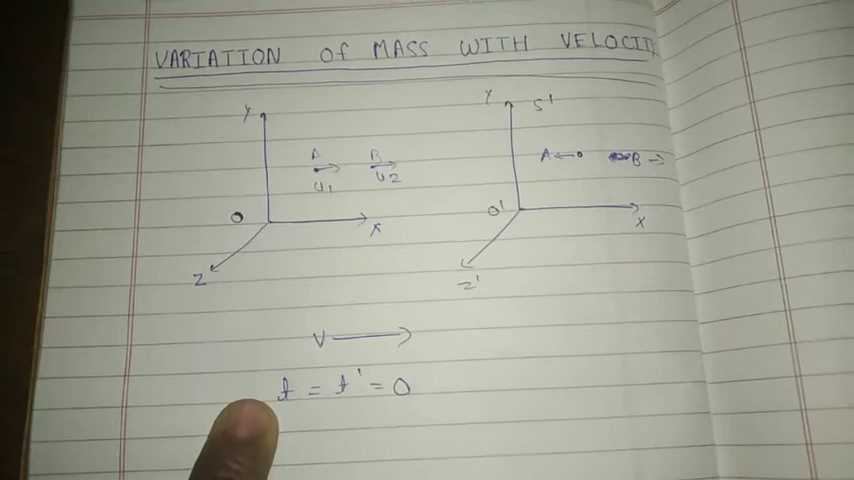 VARIATION of MASS WITH VELOCIT
Y Y S'
A B A B
u1 u2
O O'
X X
Z Z'
V
t = t' = 0